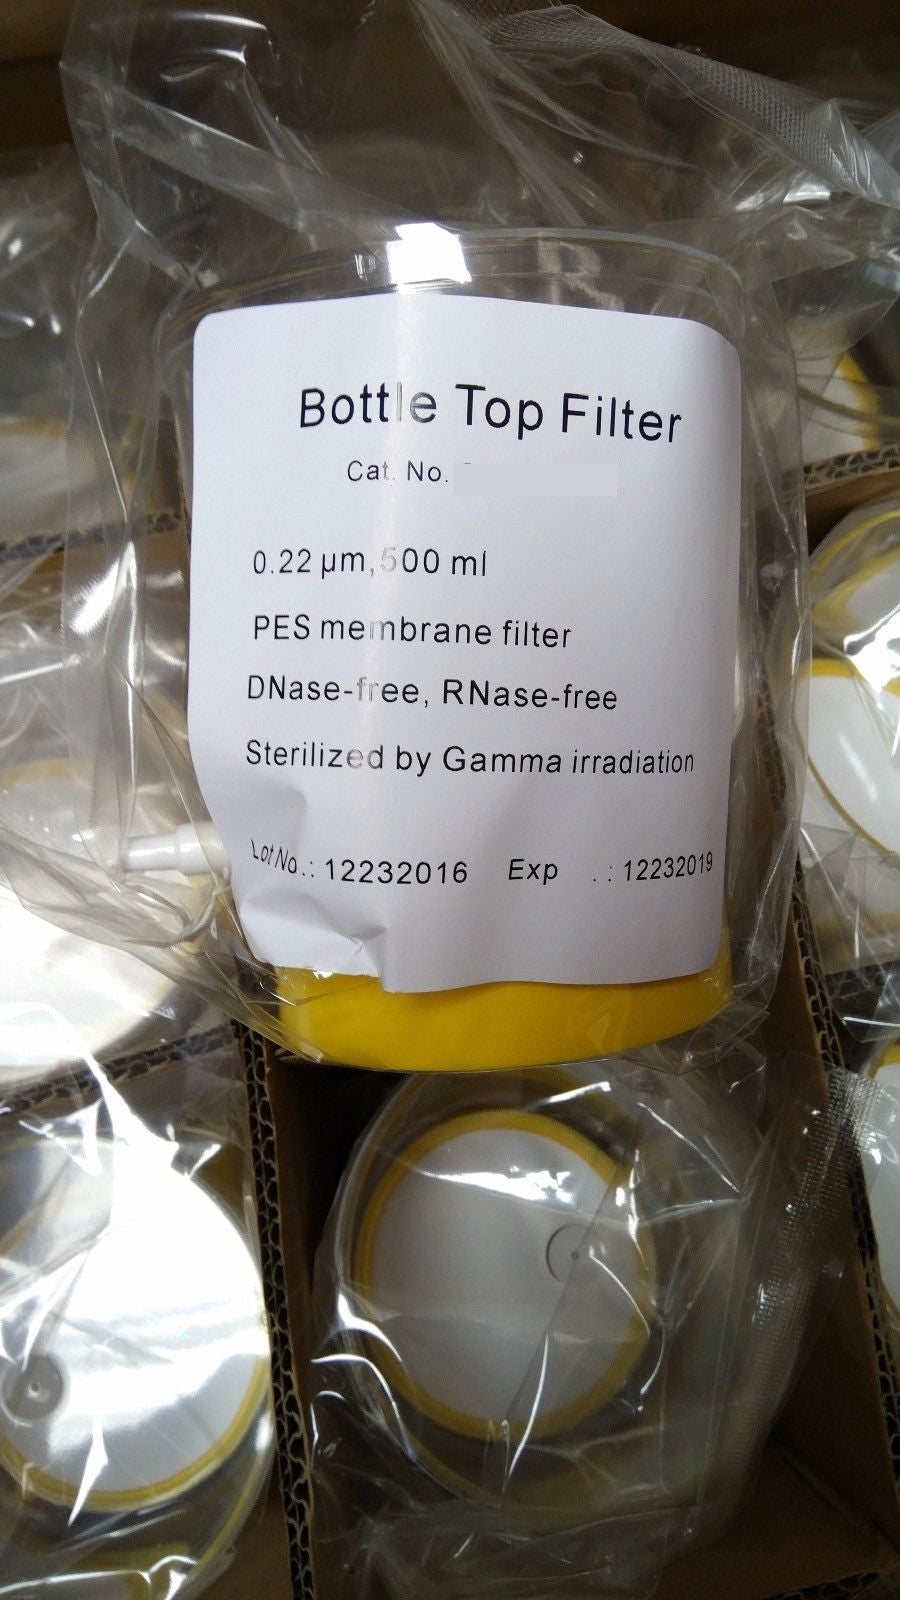 Bottle Top Filter
Cat. No.
0.22 µm,500 ml
PES membrane filter
DNase-free, RNase-free
Sterilized by Gamma irradiation
Lot No.: 12232016 Exp .: 12232019